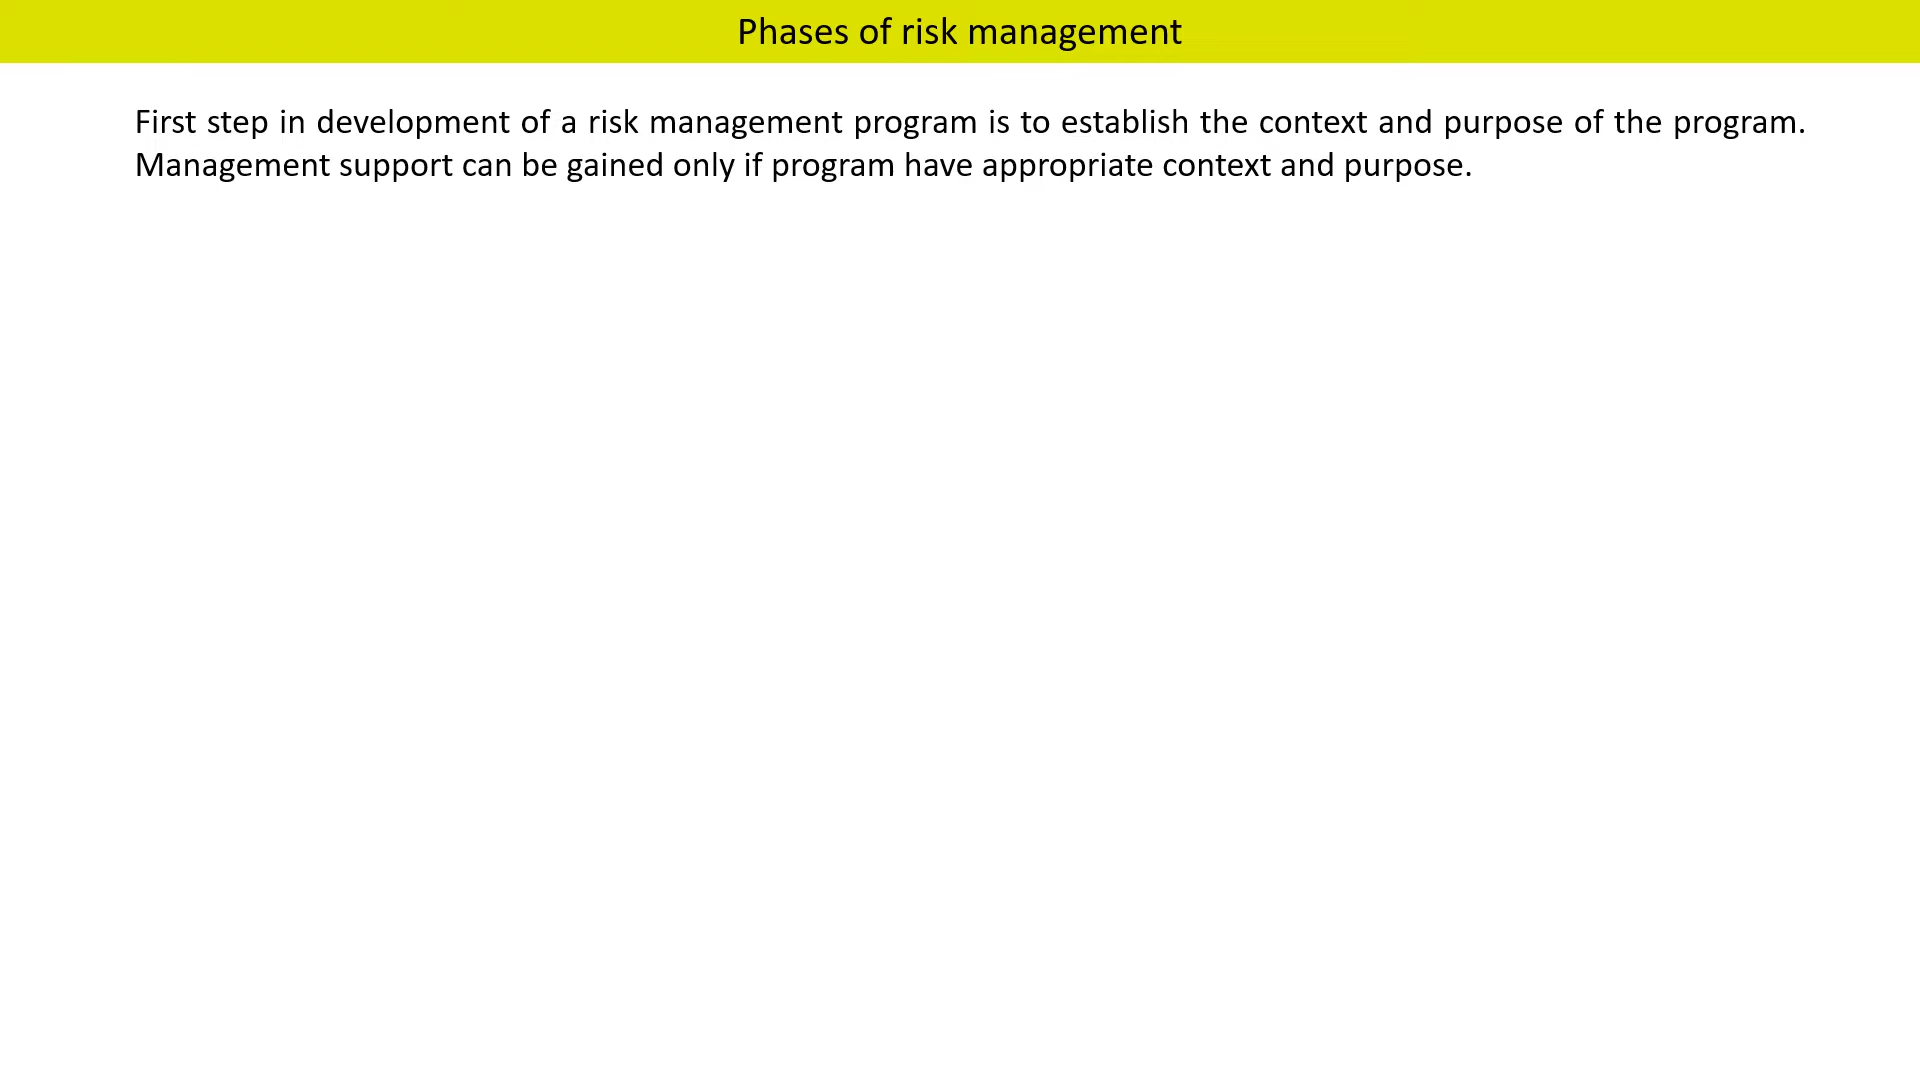 Phases of risk management
First step in development of a risk management program is to establish the context and purpose of the program.
Management support can be gained only if program have appropriate context and purpose.